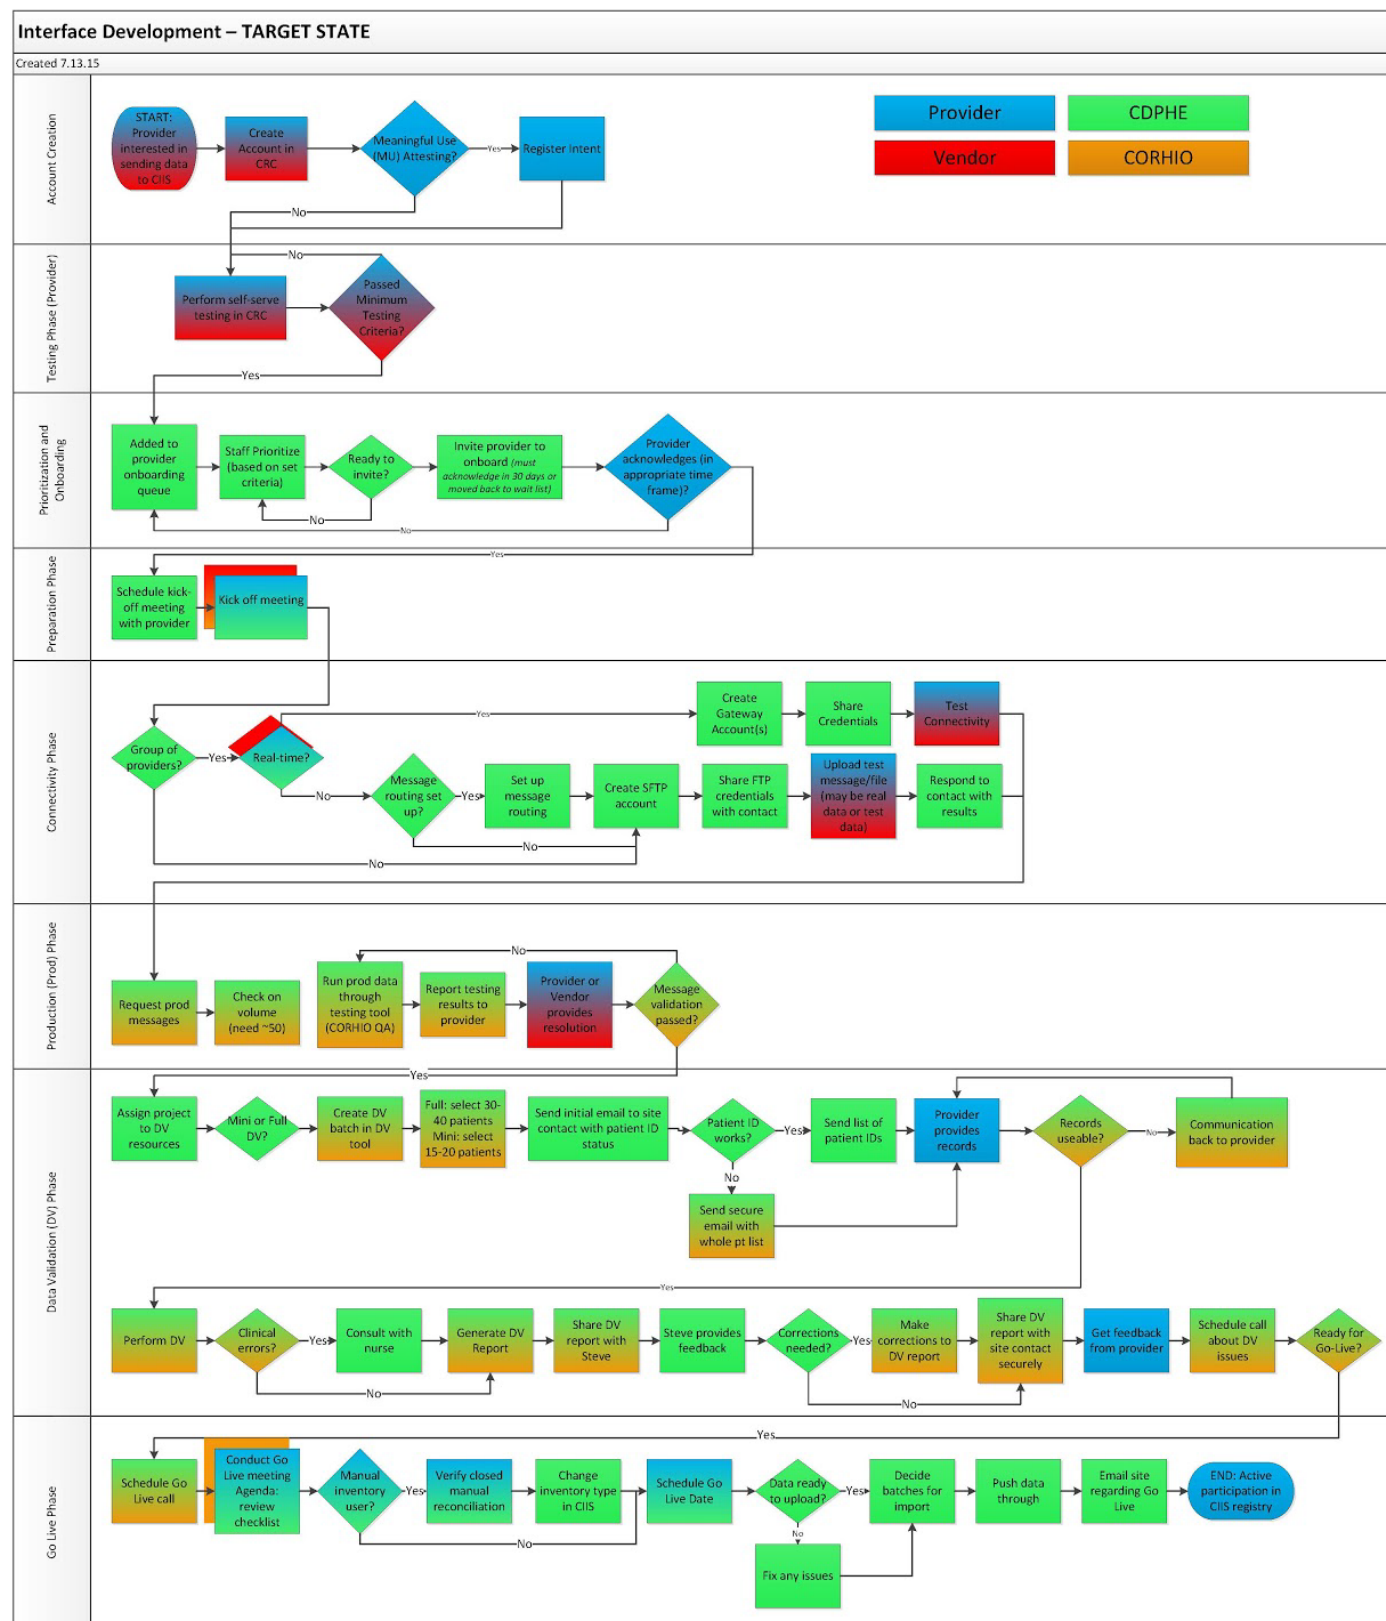 Interface Development – TARGET STATE
Created 7.13.15
Account Creation
START:
Provider
interested in
sending data
to CIIS
Create
Account in
CRC
Meaningful Use
(MU) Attesting?
Yes
Register Intent
No
Provider
CDPHE
Vendor
CORHIO
Testing Phase (Provider)
No
Perform self-serve
testing in CRC
Passed
Minimum
Testing
Criteria?
Yes
Prioritization and
Onboarding
Added to
provider
onboarding
queue
Staff Prioritize
(based on set
criteria)
Ready to
invite?
No
Invite provider to
onboard (must
acknowledge in 30 days or
moved back to wait list)
Provider
acknowledges (in
appropriate time
frame)?
No
Yes
Preparation Phase
Schedule kick-
off meeting
with provider
Kick off meeting
Connectivity Phase
Group of
providers?
Yes
Real-time?
Yes
Create
Gateway
Account(s)
Share
Credentials
Test
Connectivity
No
Message
routing set
up?
Yes
Set up
message
routing
Create SFTP
account
Share FTP
credentials
with contact
Upload test
message/file
(may be real
data or test
data)
Respond to
contact with
results
No
No
Production (Prod) Phase
Request prod
messages
Check on
volume
(need ~50)
No
Run prod data
through
testing tool
(CORHIO QA)
Report testing
results to
provider
Provider or
Vendor
provides
resolution
Message
validation
passed?
Yes
Data Validation (DV) Phase
Assign project
to DV
resources
Mini or Full
DV?
Create DV
batch in DV
tool
Full: select 30-
40 patients
Mini: select
15-20 patients
Send initial email to site
contact with patient ID
status
Patient ID
works?
Yes
Send list of
patient IDs
Provider
provides
records
Records
useable?
No
Communication
back to provider
No
Send secure
email with
whole pt list
Yes
Perform DV
Clinical
errors?
Yes
Consult with
nurse
Generate DV
Report
Share DV
report with
Steve
Steve provides
feedback
Corrections
needed?
Yes
Make
corrections to
DV report
Share DV
report with
site contact
securely
Get feedback
from provider
Schedule call
about DV
issues
Ready for
Go-Live?
No
No
Yes
Go Live Phase
Schedule Go
Live call
Conduct Go
Live meeting
Agenda:
review
checklist
Manual
inventory
user?
Yes
Verify closed
manual
reconciliation
Change
inventory type
in CIIS
Schedule Go
Live Date
Data ready
to upload?
Yes
Decide
batches for
import
Push data
through
Email site
regarding Go
Live
END: Active
participation in
CIIS registry
No
No
Fix any issues